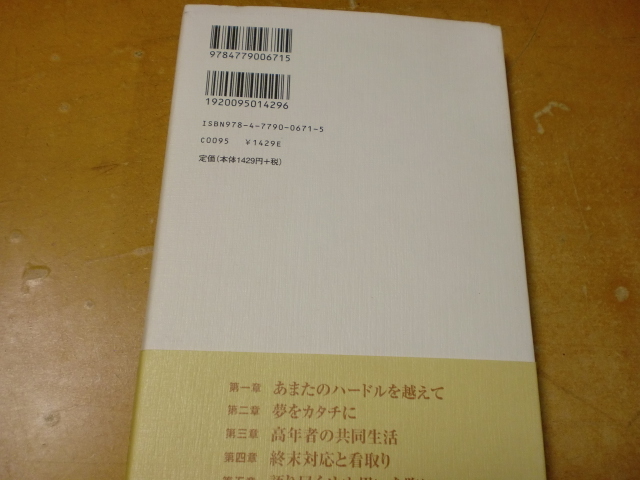 9784779006715
1920095014296
ISBN978-4-7790-0671-5
C0095 ¥1429E
定価(本体1429円+税)
第一章 あまたのハードルを越えて
第二章 夢をカタチに
第三章 高年者の共同生活
第四章 終末対応と看取り